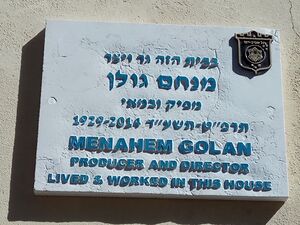 בבית הזה גר ויצר
מנחם גולן
מפיק ובמאי
תרפ"ט-תשע"ד 1929-2014
MENAHEM GOLAN
PRODUCER AND DIRECTOR
LIVED & WORKED IN THIS HOUSE